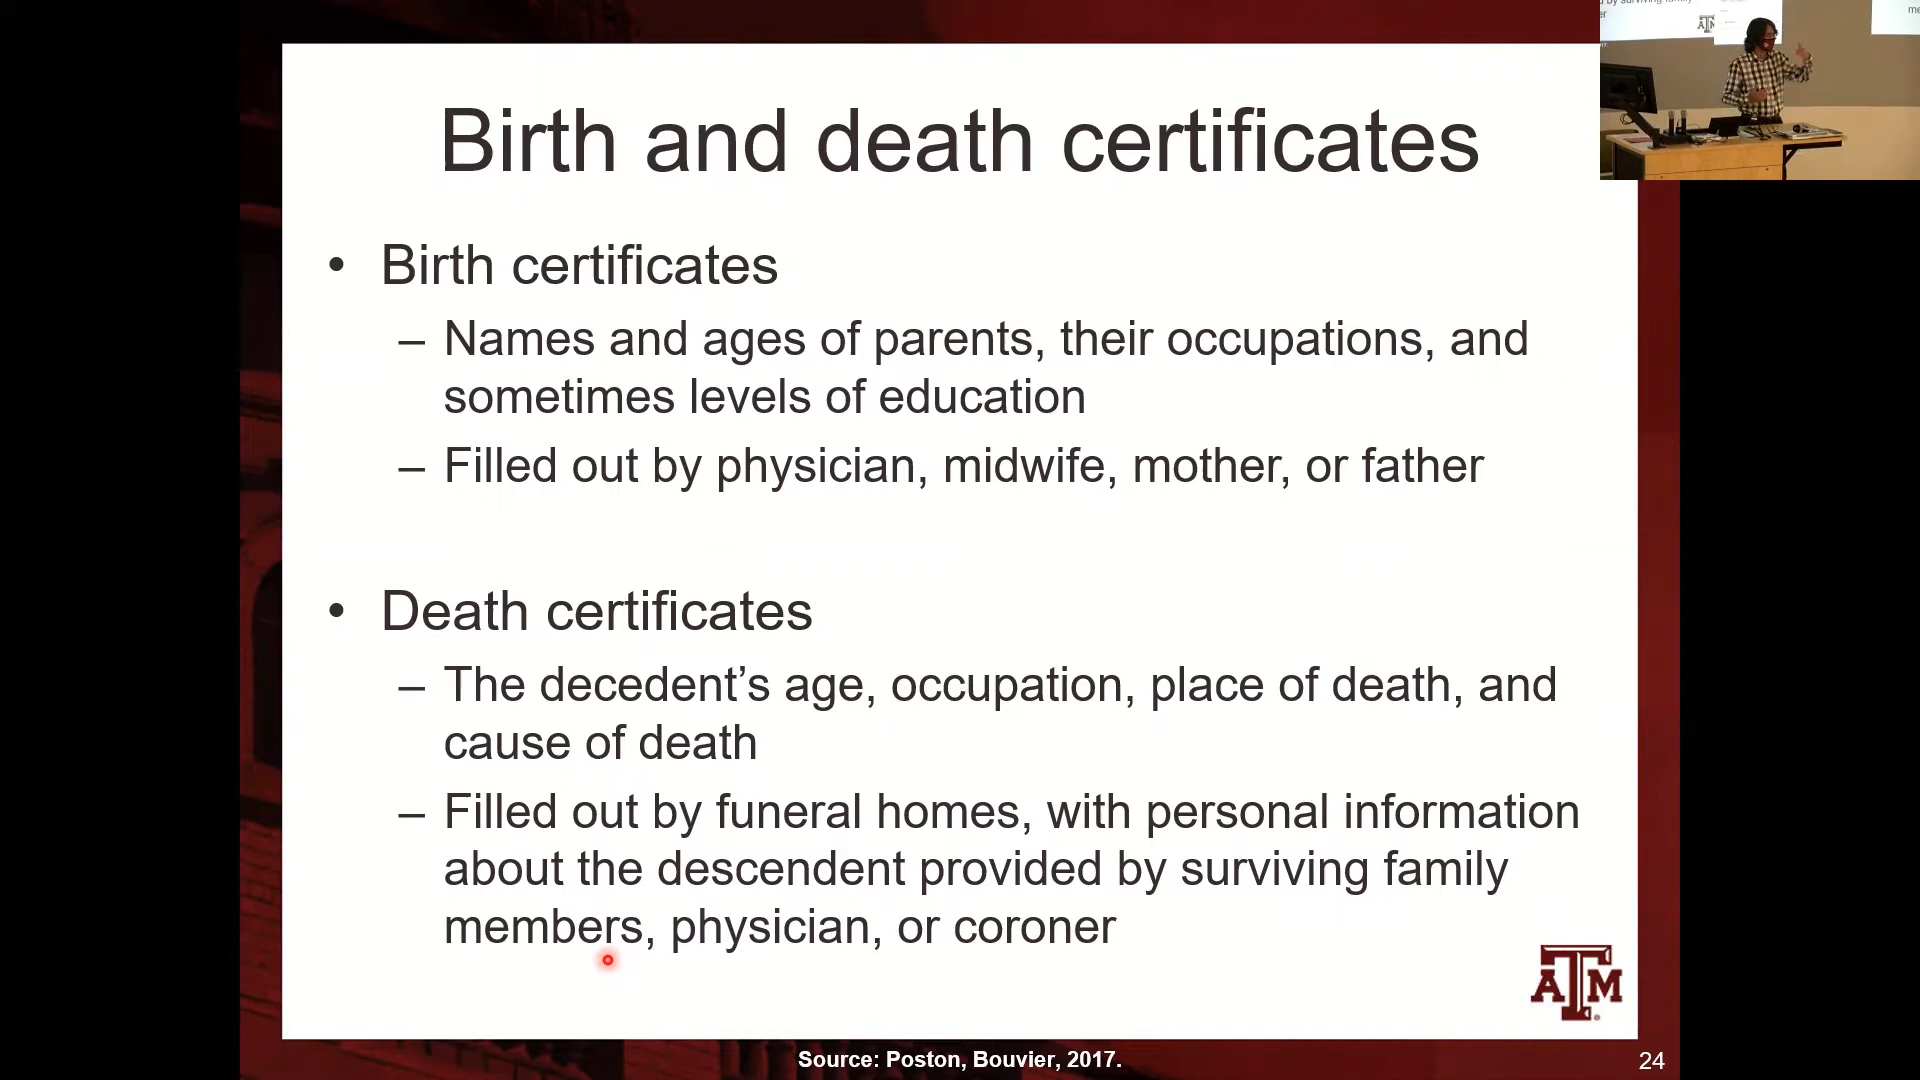 Birth and death certificates
• Birth certificates
– Names and ages of parents, their occupations, and
sometimes levels of education
– Filled out by physician, midwife, mother, or father
• Death certificates
– The decedent’s age, occupation, place of death, and
cause of death
– Filled out by funeral homes, with personal information
about the descendent provided by surviving family
members, physician, or coroner
ATM
Source: Poston, Bouvier, 2017.
24